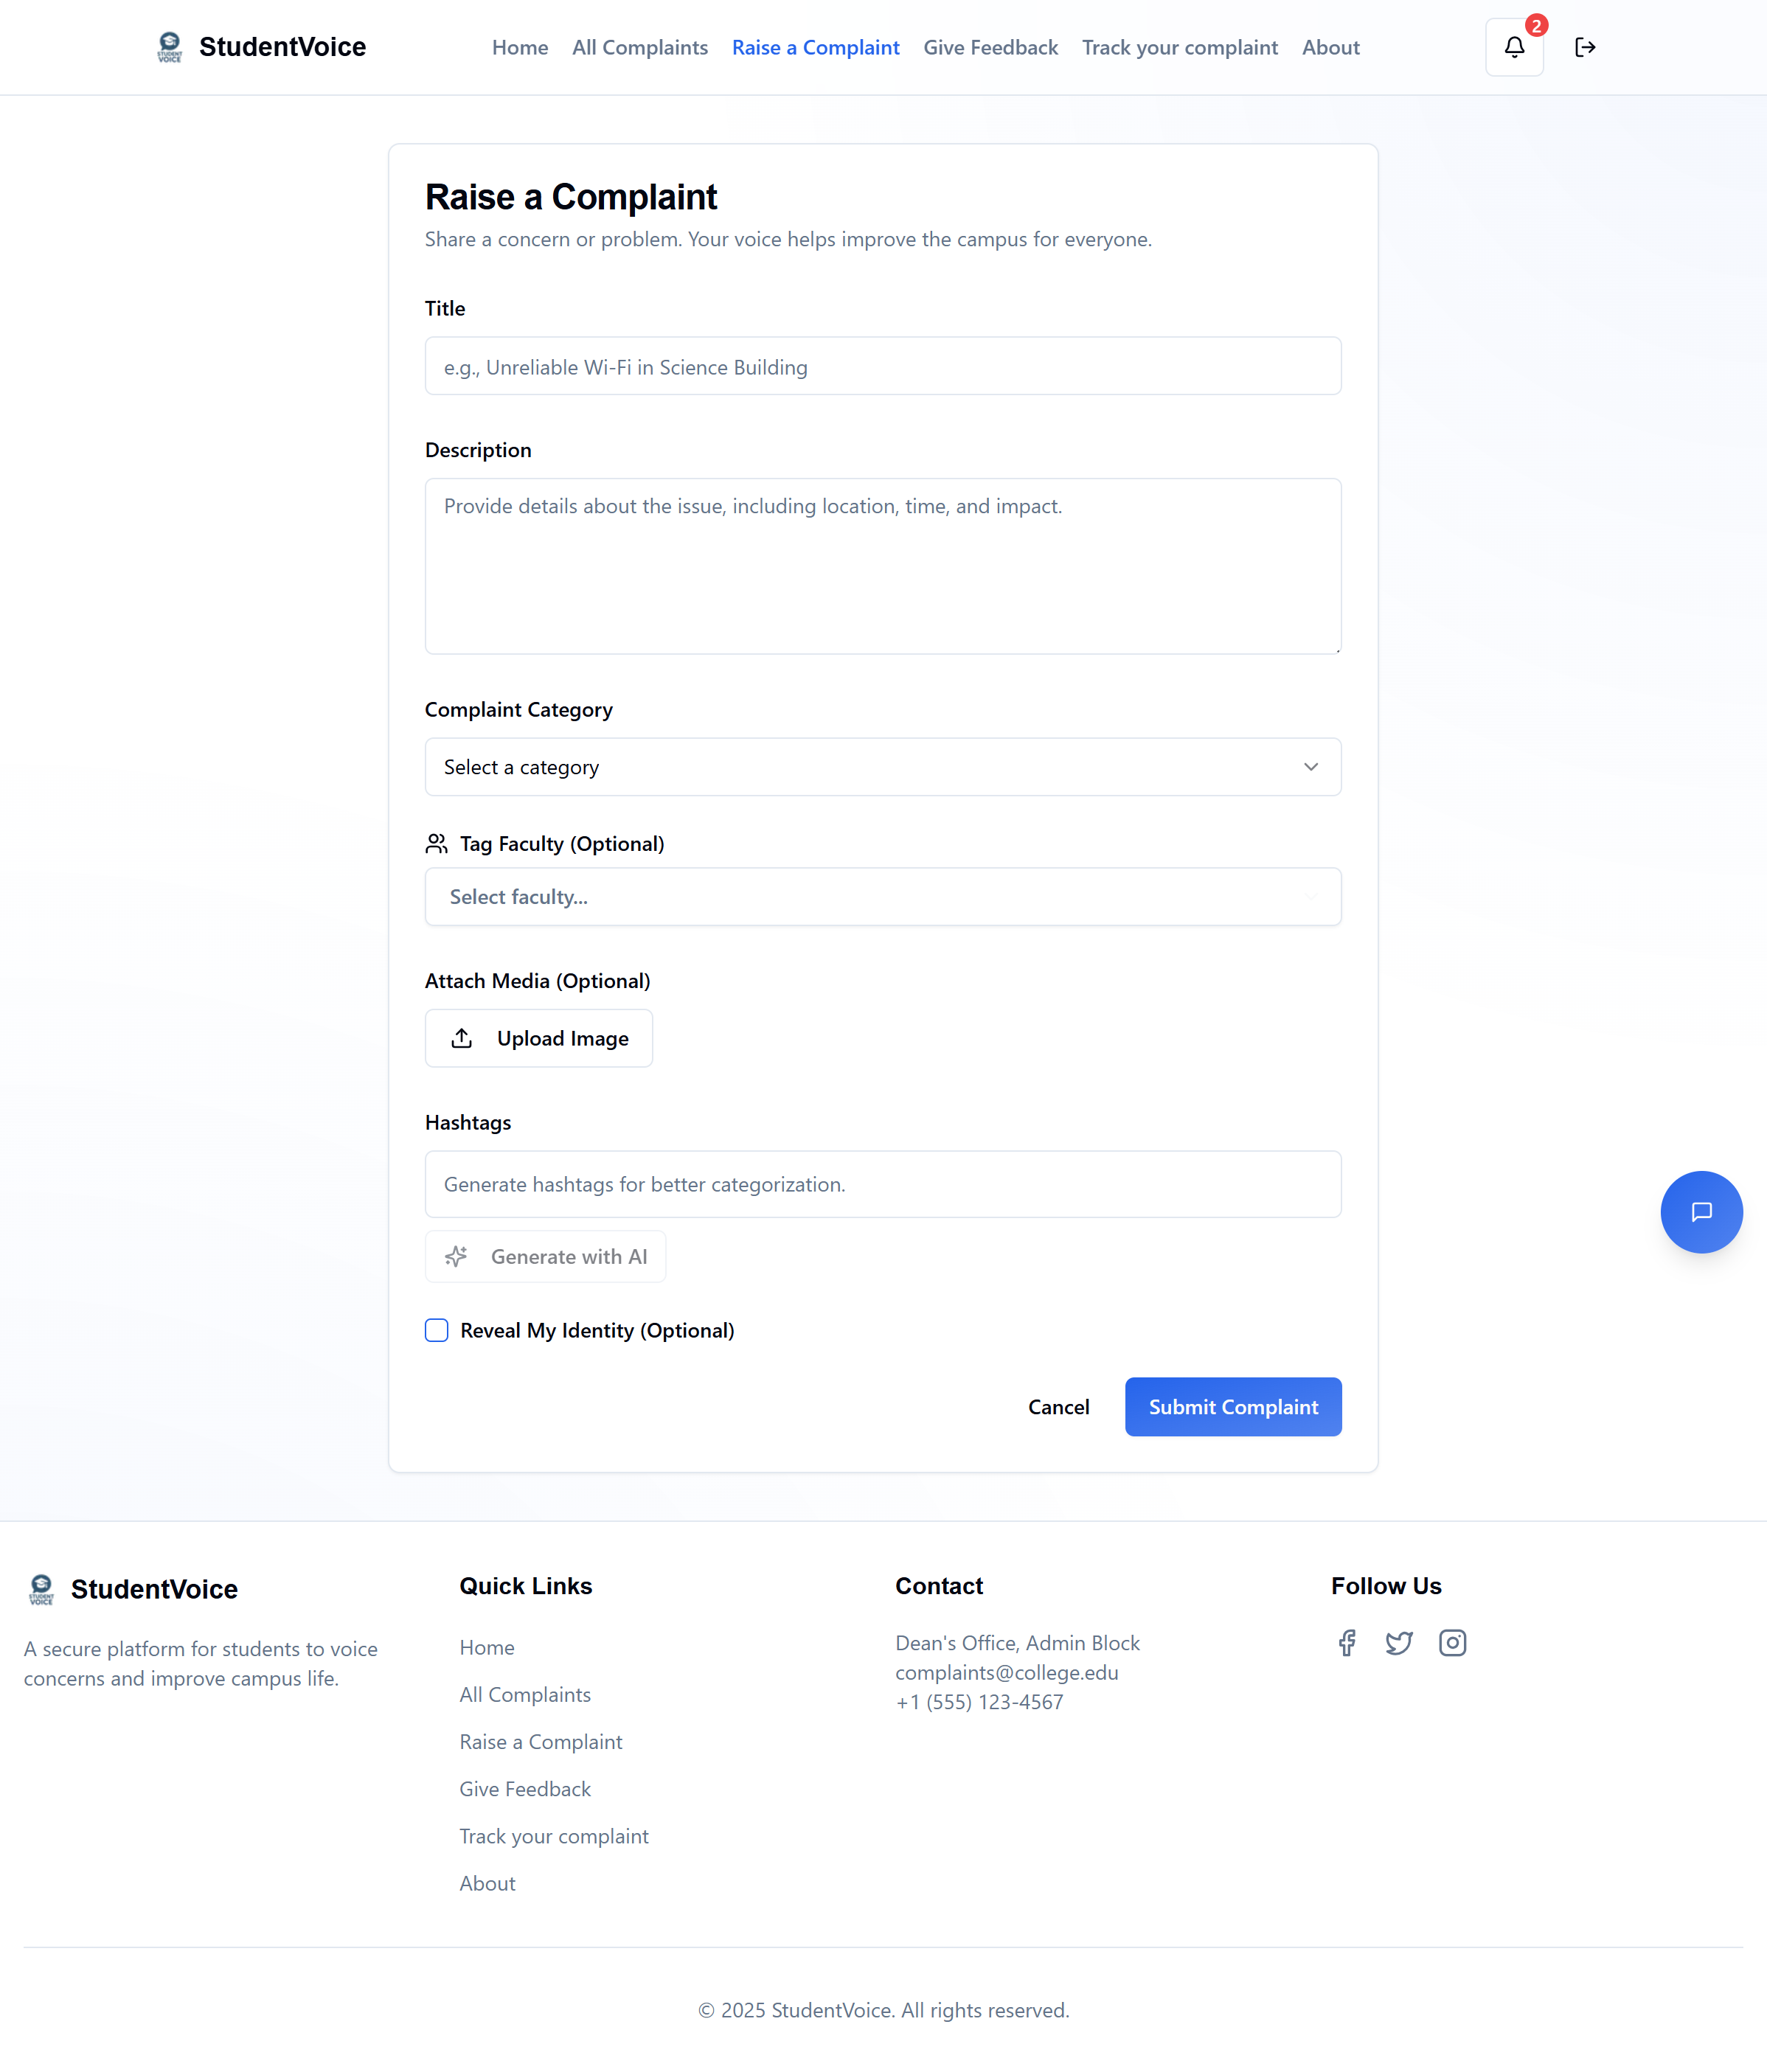 STUDENT
VOICE
StudentVoice
Home
All Complaints
Raise a Complaint
Give Feedback
Track your complaint
About
2
Raise a Complaint
Share a concern or problem. Your voice helps improve the campus for everyone.
Title
e.g., Unreliable Wi-Fi in Science Building
Description
Provide details about the issue, including location, time, and impact.
Complaint Category
Select a category
Tag Faculty (Optional)
Select faculty...
Attach Media (Optional)
Upload Image
Hashtags
Generate hashtags for better categorization.
Generate with AI
Reveal My Identity (Optional)
Cancel
Submit Complaint
STUDENT
VOICE
StudentVoice
A secure platform for students to voice
concerns and improve campus life.
Quick Links
Home
All Complaints
Raise a Complaint
Give Feedback
Track your complaint
About
Contact
Dean's Office, Admin Block
complaints@college.edu
+1 (555) 123-4567
Follow Us
© 2025 StudentVoice. All rights reserved.